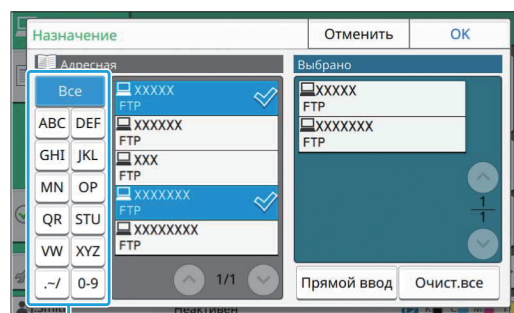 Назначение
Отменить
OK
Адресная
Выбрано
Все
ABC DEF
GHI JKL
MN OP
QR STU
VW XYZ
.~/ 0-9
XXXXX
FTP
XXXXXX
FTP
XXX
FTP
XXXXXXX
FTP
XXXXXXXX
FTP
1/1
XXXXX
FTP
XXXXXXX
FTP
1
1
Прямой ввод
Очист.все
Неактивен